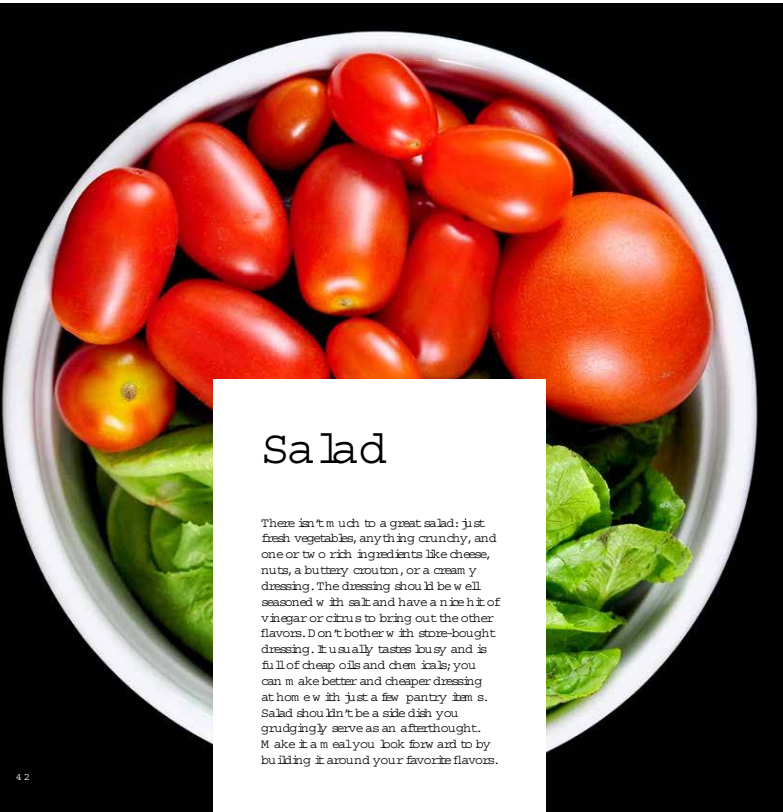 Salad
There isn't much to a great salad: just
fresh vegetables, anything crunchy, and
one or two rich ingredients like cheese,
nuts, a buttery crouton, or a creamy
dressing. The dressing should be well
seasoned with salt and have a nice hit of
vinegar or citrus to bring out the other
flavors. Don't bother with store-bought
dressing. It usually tastes lousy and is
full of cheap oils and chemicals; you
can make better and cheaper dressing
at home with just a few pantry items.
Salad shouldn't be a side dish you
grudgingly serve as an afterthought.
Make it a meal you look forward to by
building it around your favorite flavors.
42